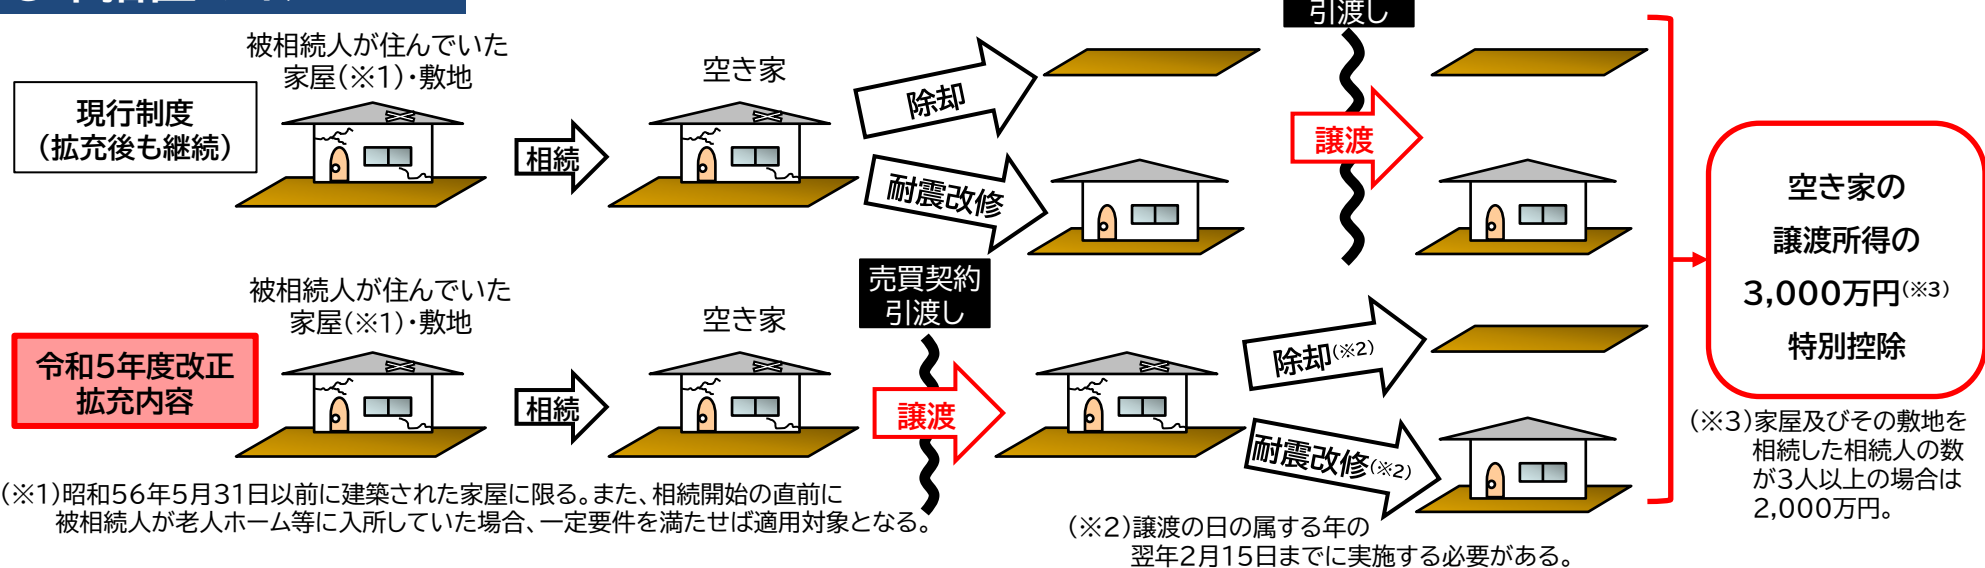 引渡し
被相続人が住んでいた
家屋(※1)・敷地
空き家
現行制度
(拡充後も継続)
相続
除却
耐震改修
譲渡
空き家の
譲渡所得の
3,000万円(※3)
特別控除
被相続人が住んでいた
家屋(※1)・敷地
空き家
売買契約
引渡し
令和5年度改正
拡充内容
相続
譲渡
除却(※2)
耐震改修(※2)
(※3)家屋及びその敷地を
相続した相続人の数
が3人以上の場合は
2,000万円。
(※1)昭和56年5月31日以前に建築された家屋に限る。また、相続開始の直前に
被相続人が老人ホーム等に入所していた場合、一定要件を満たせば適用対象となる。
(※2)譲渡の日の属する年の
翌年2月15日までに実施する必要がある。